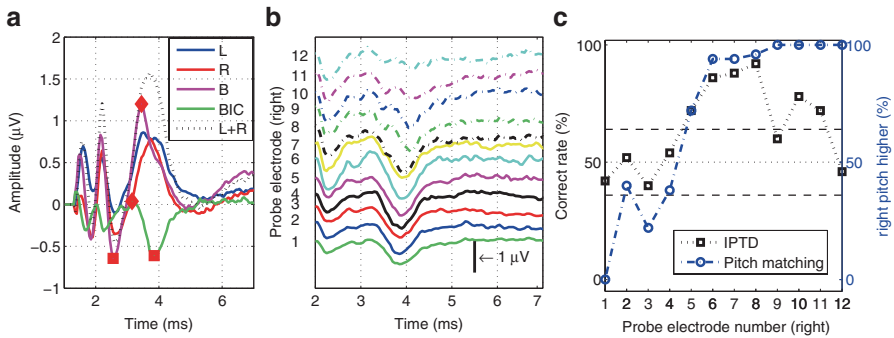 a
2
1.5
1
0.5
0
−0.5
−1
Amplitude (µV)
2
4
6
Time (ms)
L
R
B
BIC
L+R
b
12
11
10
9
8
7
6
5
4
3
2
1
Probe electrode (right)
2
3
4
5
6
7
Time (ms)
← 1 µV
c
100
50
0
Correct rate (%)
100
50
0
right pitch higher (%)
1 2 3 4 5 6 7 8 9 10 11 12
Probe electrode number (right)
IPTD
Pitch matching